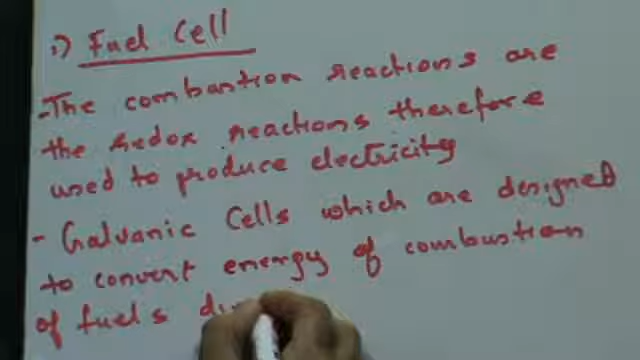 :) Fuel Cell
- The combantion reactions are
the redox reactions therefore
used to produce electricity
- Galvanic Cells which are designed
to convert energy of combustion
of fuels